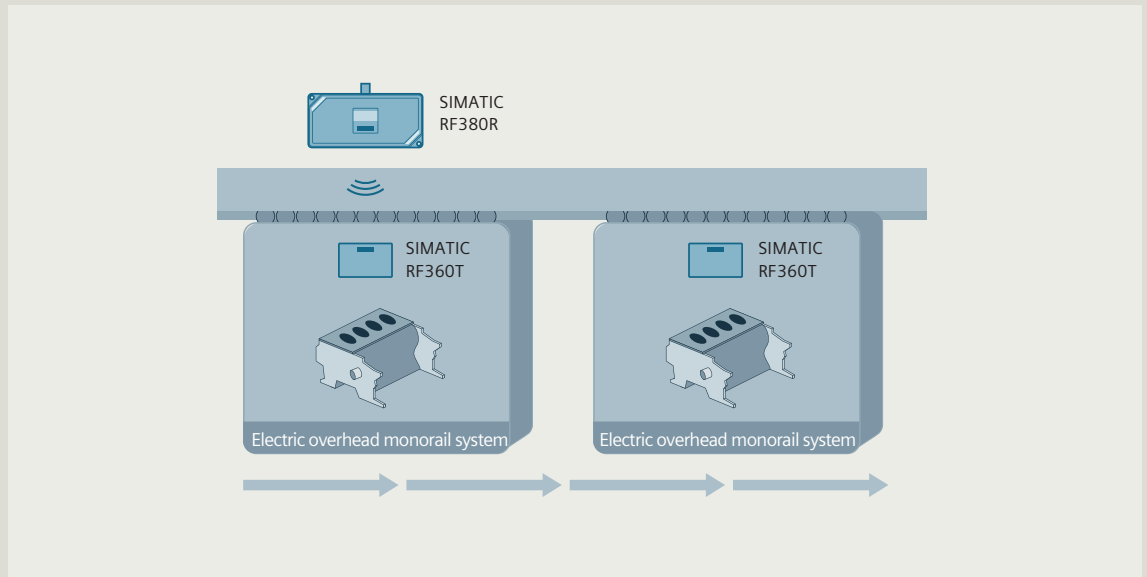 SIMATIC
RF380R
SIMATIC
RF360T
SIMATIC
RF360T
Electric overhead monorail system
Electric overhead monorail system